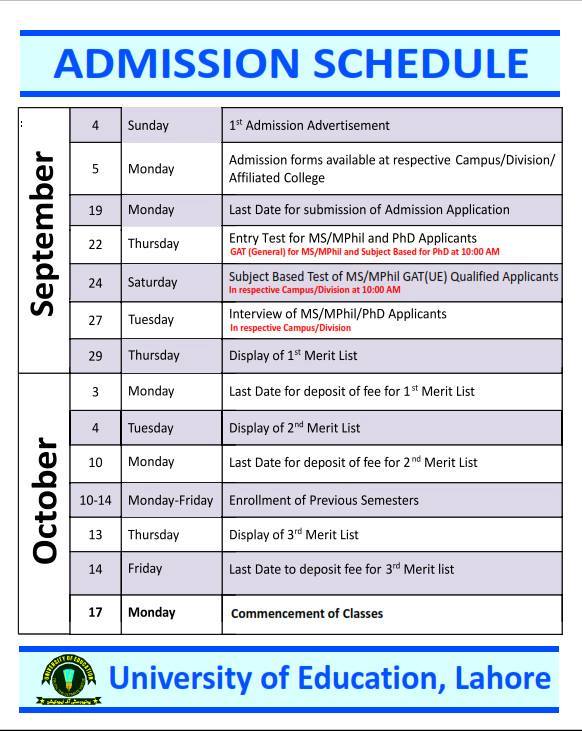 ADMISSION SCHEDULE
September
4 Sunday 1st Admission Advertisement
5 Monday Admission forms available at respective Campus/Division/
Affiliated College
19 Monday Last Date for submission of Admission Application
22 Thursday Entry Test for MS/MPhil and PhD Applicants
GAT (General) for MS/MPhil and Subject Based for PhD at 10:00 AM
24 Saturday Subject Based Test of MS/MPhil GAT(UE) Qualified Applicants
In respective Campus/Division at 10:00 AM
27 Tuesday Interview of MS/MPhil/PhD Applicants
In respective Campus/Division
29 Thursday Display of 1st Merit List
October
3 Monday Last Date for deposit of fee for 1st Merit List
4 Tuesday Display of 2nd Merit List
10 Monday Last Date for deposit of fee for 2nd Merit List
10-14 Monday-Friday Enrollment of Previous Semesters
13 Thursday Display of 3rd Merit List
14 Friday Last Date to deposit fee for 3rd Merit list
17 Monday Commencement of Classes
UNIVERSITY OF EDUCATION
University of Education, Lahore